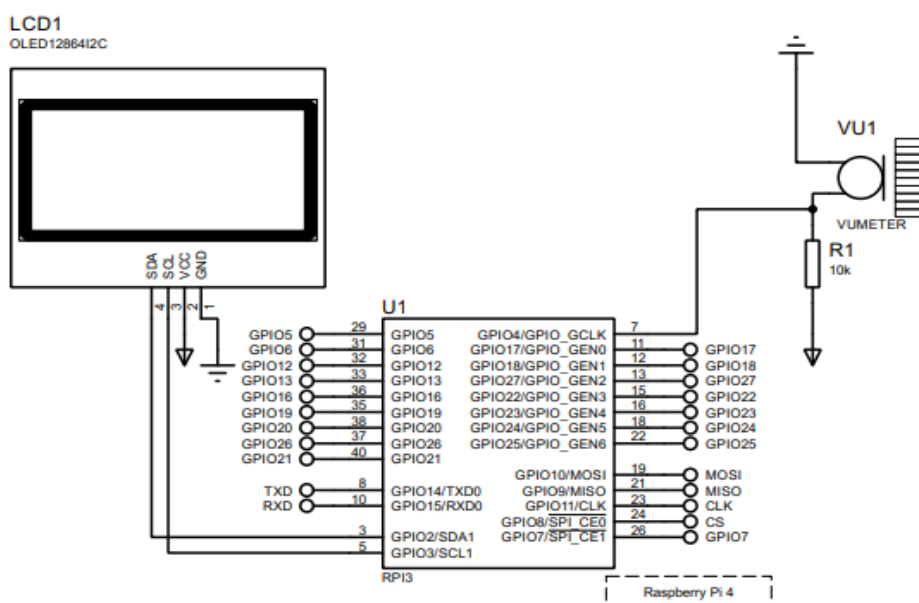 LCD1
OLED12864I2C
VU1
VUMETER
R1
10k
SDA
SCL
VCC
GND
4
3
2
1
U1
GPIO5 29 GPIO5 GPIO4/GPIO_GCLK 7
GPIO6 31 GPIO6 GPIO17/GPIO_GEN0 11 GPIO17
GPIO12 32 GPIO12 GPIO18/GPIO_GEN1 12 GPIO18
GPIO13 33 GPIO13 GPIO27/GPIO_GEN2 13 GPIO27
GPIO16 36 GPIO16 GPIO22/GPIO_GEN3 15 GPIO22
GPIO19 35 GPIO19 GPIO23/GPIO_GEN4 16 GPIO23
GPIO20 38 GPIO20 GPIO24/GPIO_GEN5 18 GPIO24
GPIO26 37 GPIO26 GPIO25/GPIO_GEN6 22 GPIO25
GPIO21 40 GPIO21
GPIO10/MOSI 19 MOSI
TXD 8 GPIO14/TXD0 GPIO9/MISO 21 MISO
RXD 10 GPIO15/RXD0 GPIO11/CLK 23 CLK
GPIO8/SPI_CE0 24 CS
3 GPIO2/SDA1 GPIO7/SPI_CE1 26 GPIO7
5 GPIO3/SCL1
RPI3
Raspberry Pi 4